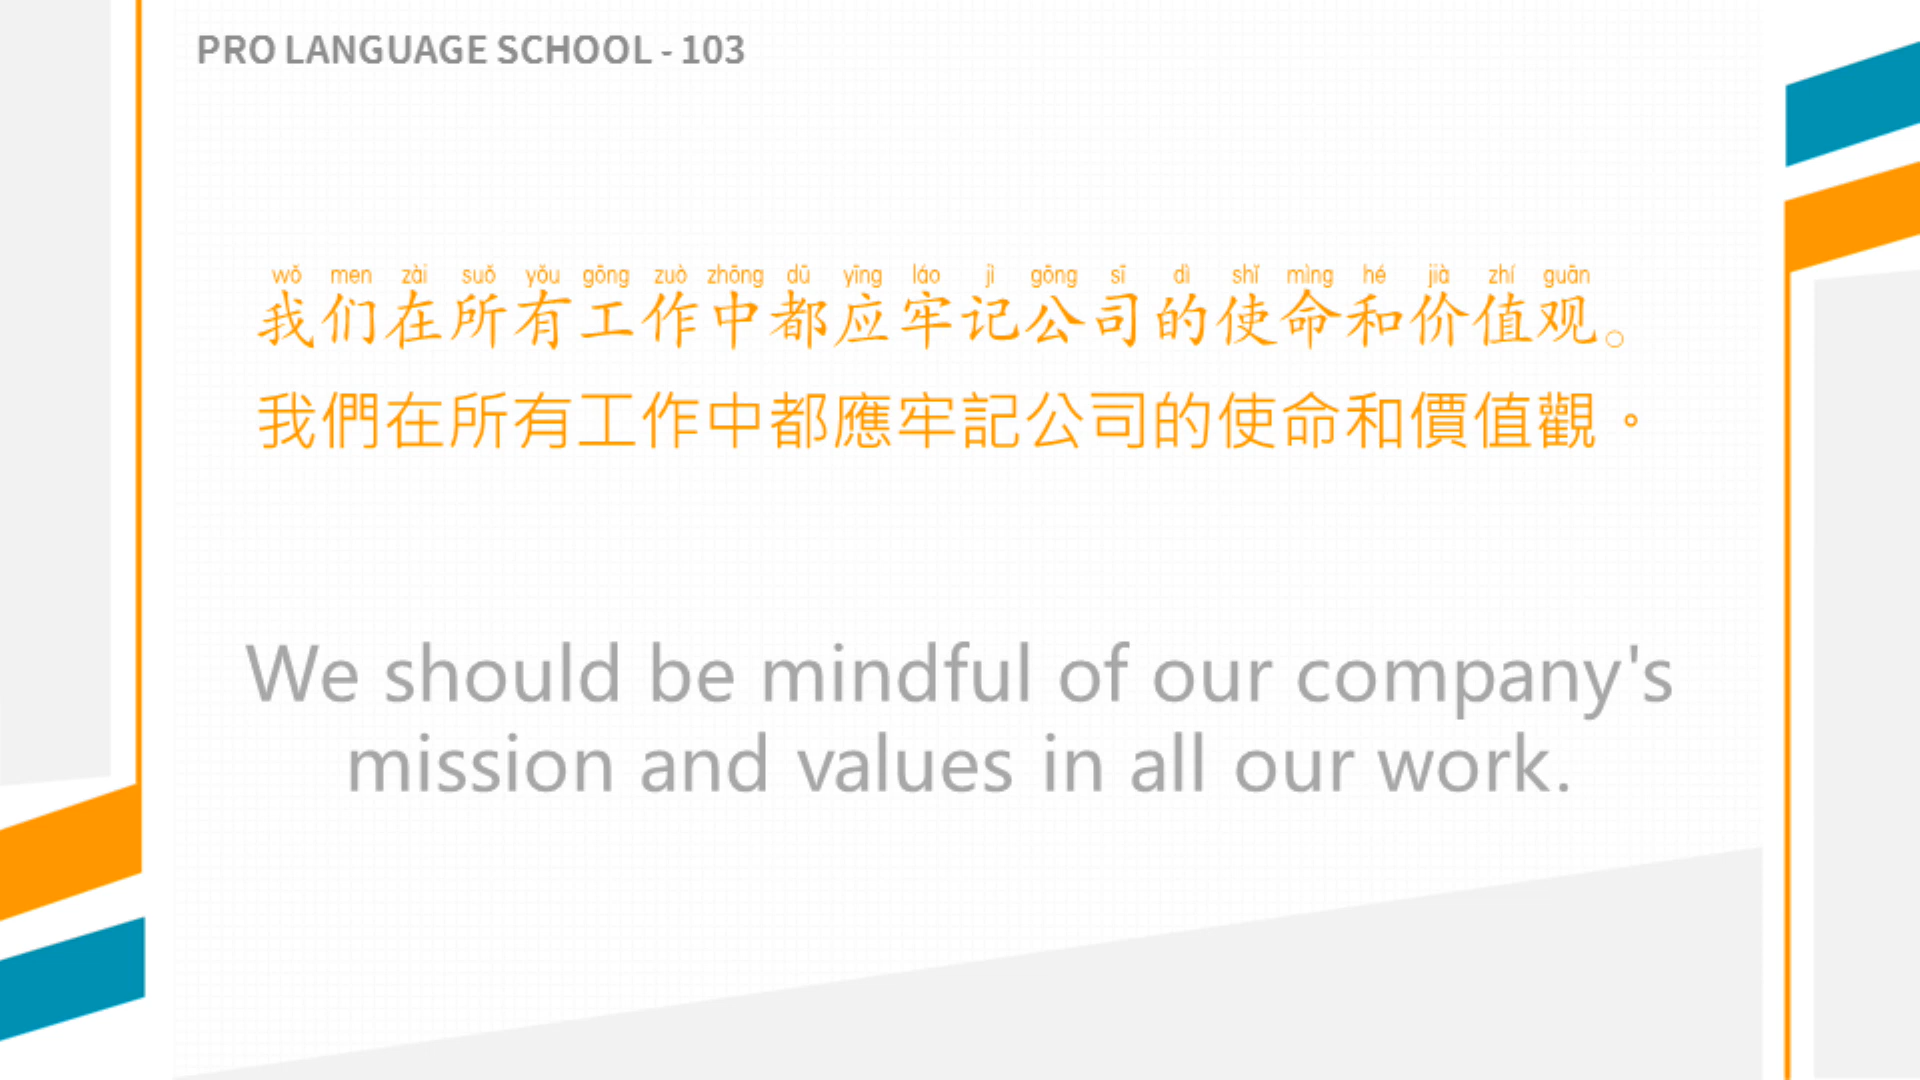 PRO LANGUAGE SCHOOL - 103
wǒ men zài suǒ yǒu gōng zuò zhōng dū yīng láo jì gōng sī dì shǐ mìng hé jià zhí guān
我们在所有工作中都应牢记公司的使命和价值观。
我們在所有工作中都應牢記公司的使命和價值觀。
We should be mindful of our company's
mission and values in all our work.